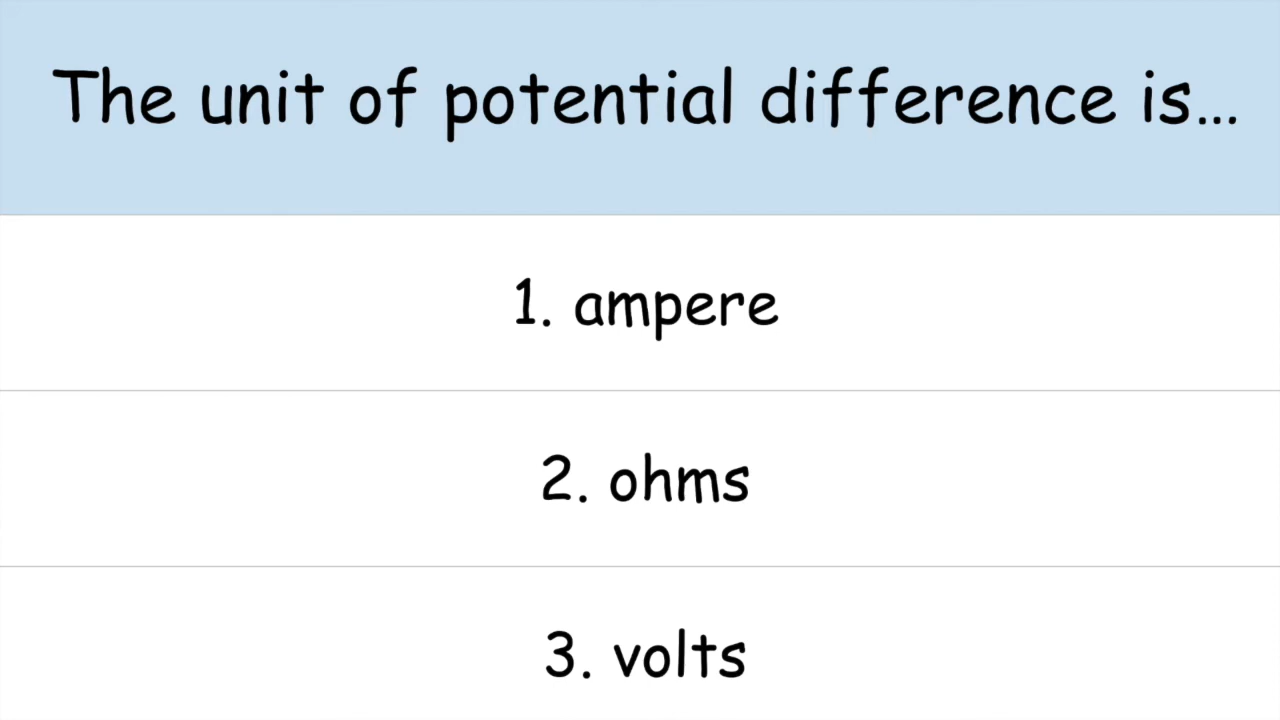 The unit of potential difference is...
1. ampere
2. ohms
3. volts